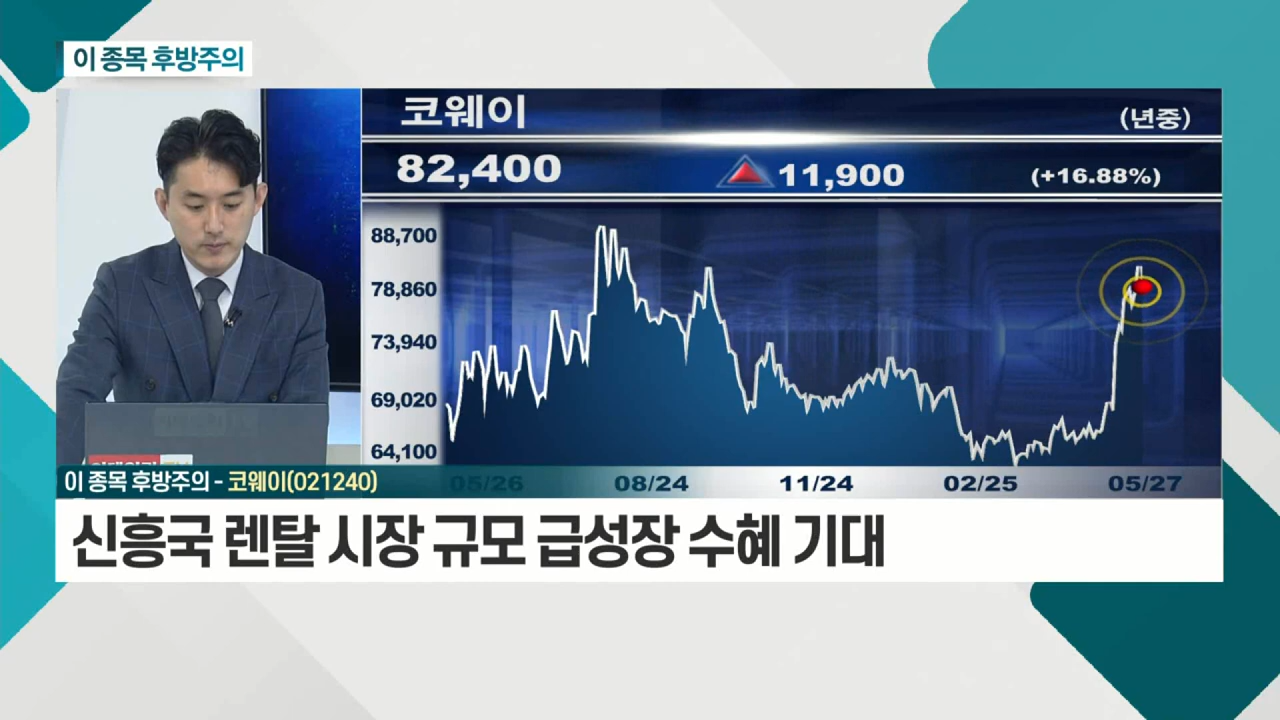 이 종목 후방주의
코웨이
(년중)
82,400
11,900
(+16.88%)
88,700
78,860
73,940
69,020
64,100
이 종목 후방주의 - 코웨이(021240)
05/26
08/24
11/24
02/25
05/27
신흥국 렌탈 시장 규모 급성장 수혜 기대